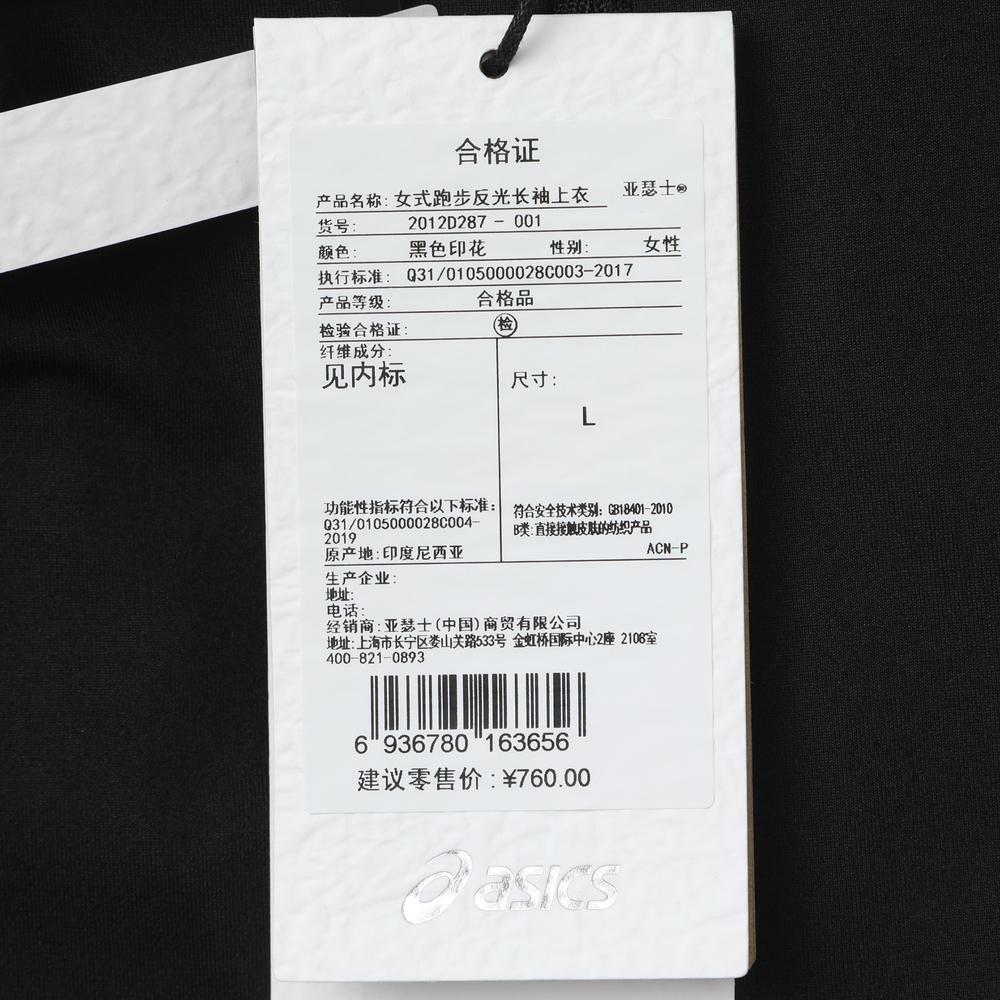 合格证
产品名称: 女式跑步反光长袖上衣 亚瑟士®
货号: 2012D287 - 001
颜色: 黑色印花 性别: 女性
执行标准: Q31/0105000028C003-2017
产品等级: 合格品
检验合格证: 检
纤维成分:
见内标
尺寸:
L
功能性指标符合以下标准:
Q31/0105000028C004-
2019
原产地:印度尼西亚
符合安全技术类别: GB18401-2010
B类:直接接触皮肤的纺织产品
ACN-P
生产企业:
地址:
电话:
经销商:亚瑟士(中国)商贸有限公司
地址:上海市长宁区娄山关路533号 金虹桥国际中心2座 2108室
400-821-0893
6 936780 163656
建议零售价:¥760.00
asics